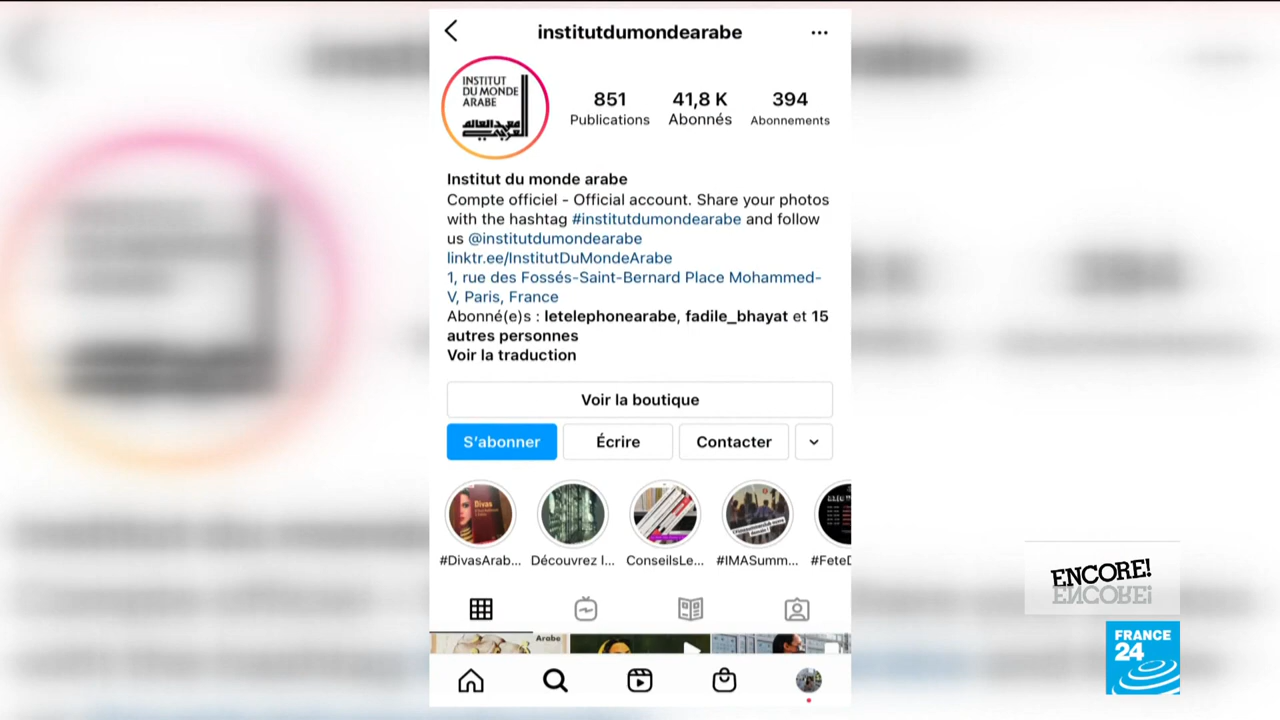 institutdumondearabe
INSTITUT
DU MONDE
ARABE
معهد العالم
العربي
851
Publications
41,8 K
Abonnés
394
Abonnements
Institut du monde arabe
Compte officiel - Official account. Share your photos
with the hashtag #institutdumondearabe and follow
us @institutdumondearabe
linktr.ee/InstitutDuMondeArabe
1, rue des Fossés-Saint-Bernard Place Mohammed-
V, Paris, France
Abonné(e)s : letelephonearabe, fadile_bhayat et 15
autres personnes
Voir la traduction
Voir la boutique
S'abonner
Écrire
Contacter
Divas
#DivasArab...
Découvrez l...
ConseilsLe...
#IMASumm...
#FeteD
Arabe
ENCORE!
FRANCE
24